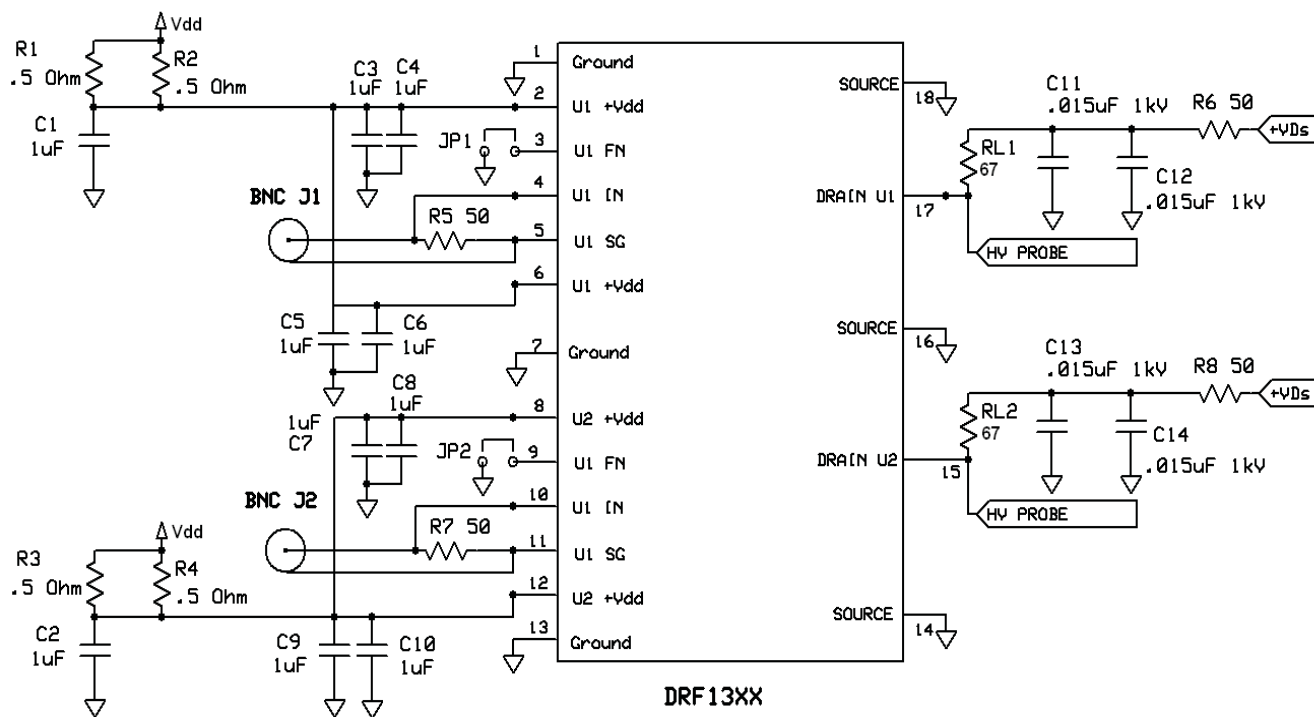 Vdd
R1
.5 Ohm
R2
.5 Ohm
C1
1uF
C3
1uF
C4
1uF
1
Ground
2
U1 +Vdd
JP1
3
U1 FN
4
U1 IN
BNC J1
R5 50
5
U1 SG
6
U1 +Vdd
C5
1uF
C6
1uF
7
Ground
C8
1uF
1uF
C7
8
U2 +Vdd
JP2
9
U1 FN
10
U1 IN
BNC J2
R7 50
11
U1 SG
Vdd
R3
.5 Ohm
R4
.5 Ohm
12
U2 +Vdd
C2
1uF
C9
1uF
C10
1uF
13
Ground
SOURCE
18
C11
.015uF 1kV
R6 50
+VDs
RL1
67
C12
.015uF 1kV
DRAIN U1
17
HV PROBE
SOURCE
16
C13
.015uF 1kV
R8 50
+VDs
RL2
67
C14
.015uF 1kV
DRAIN U2
15
HV PROBE
SOURCE
14
DRF13XX